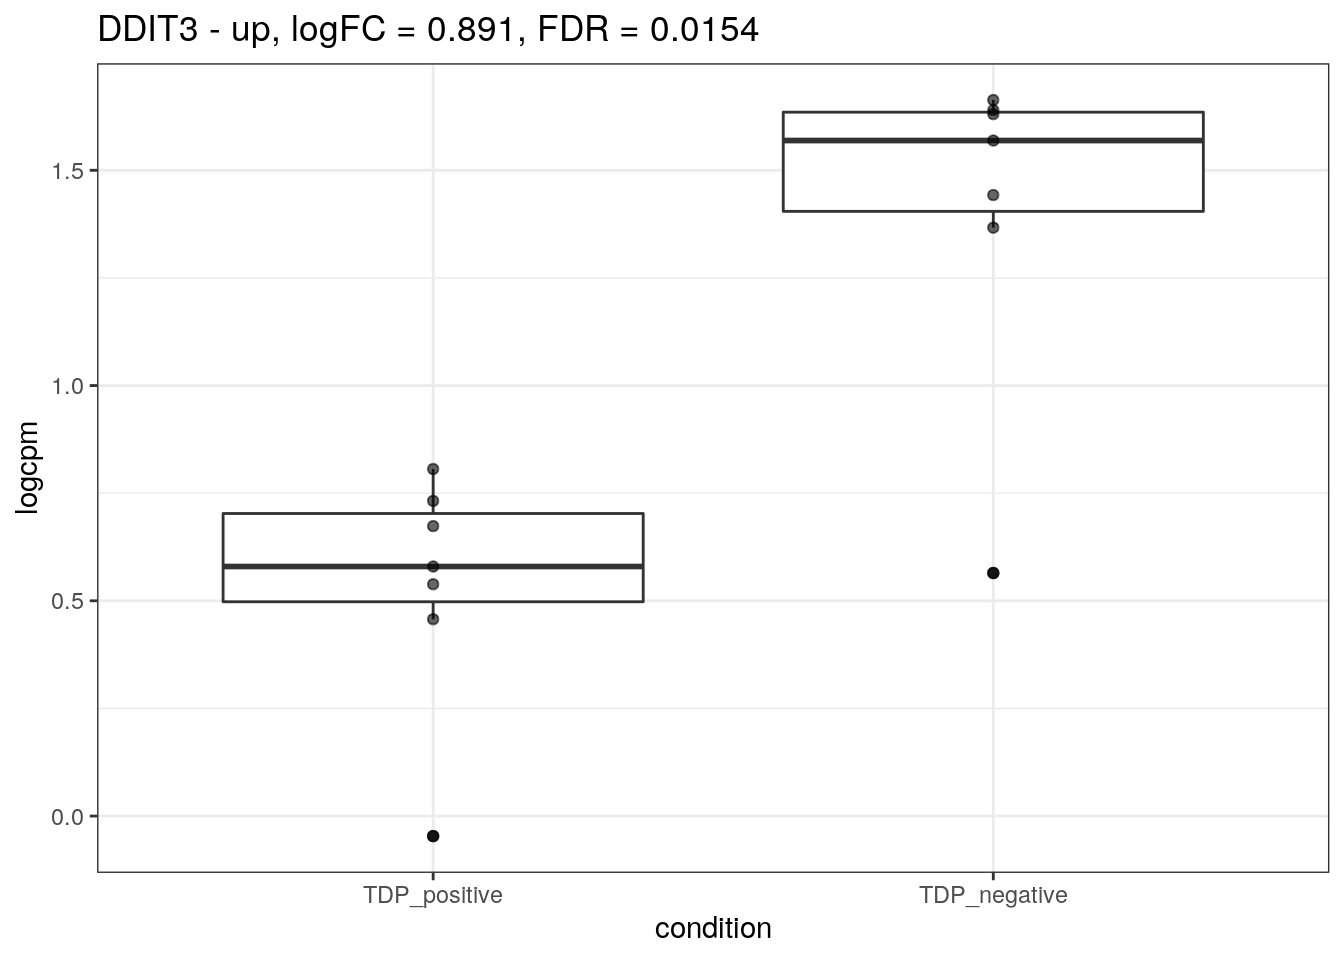 DDIT3 - up, logFC = 0.891, FDR = 0.0154
1.5
1.0
0.5
0.0
logcpm
TDP_positive
TDP_negative
condition